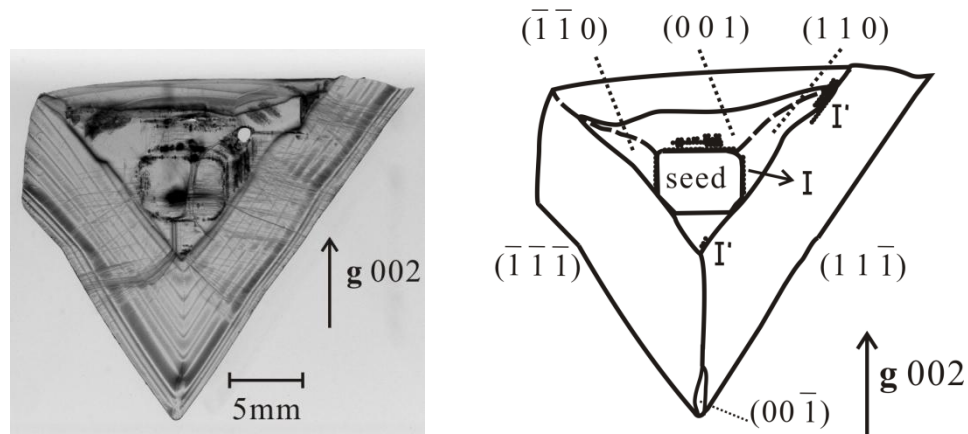 g 002
5mm
(1̅ 1̅ 0) (0 0 1) (1 1 0)
I'
seed I
I'
(1̅ 1̅ 1̅) (1 1 1̅)
g 002
(0 0 1̅)